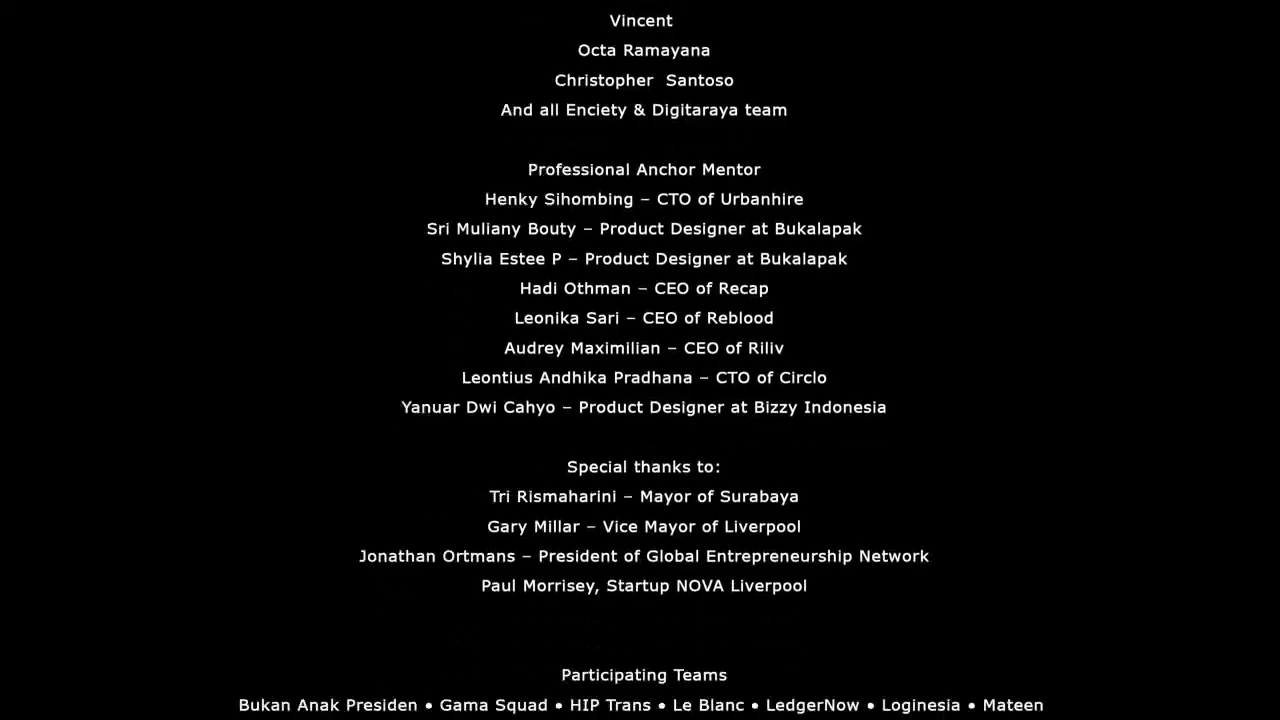 Vincent
Octa Ramayana
Christopher  Santoso
And all Enciety & Digitaraya team
Professional Anchor Mentor
Henky Sihombing – CTO of Urbanhire
Sri Muliany Bouty – Product Designer at Bukalapak
Shylia Estee P – Product Designer at Bukalapak
Hadi Othman – CEO of Recap
Leonika Sari – CEO of Reblood
Audrey Maximilian – CEO of Riliv
Leontius Andhika Pradhana – CTO of Circlo
Yanuar Dwi Cahyo – Product Designer at Bizzy Indonesia
Special thanks to:
Tri Rismaharini – Mayor of Surabaya
Gary Millar – Vice Mayor of Liverpool
Jonathan Ortmans – President of Global Entrepreneurship Network
Paul Morrisey, Startup NOVA Liverpool
Participating Teams
Bukan Anak Presiden • Gama Squad • HIP Trans • Le Blanc • LedgerNow • Loginesia • Mateen